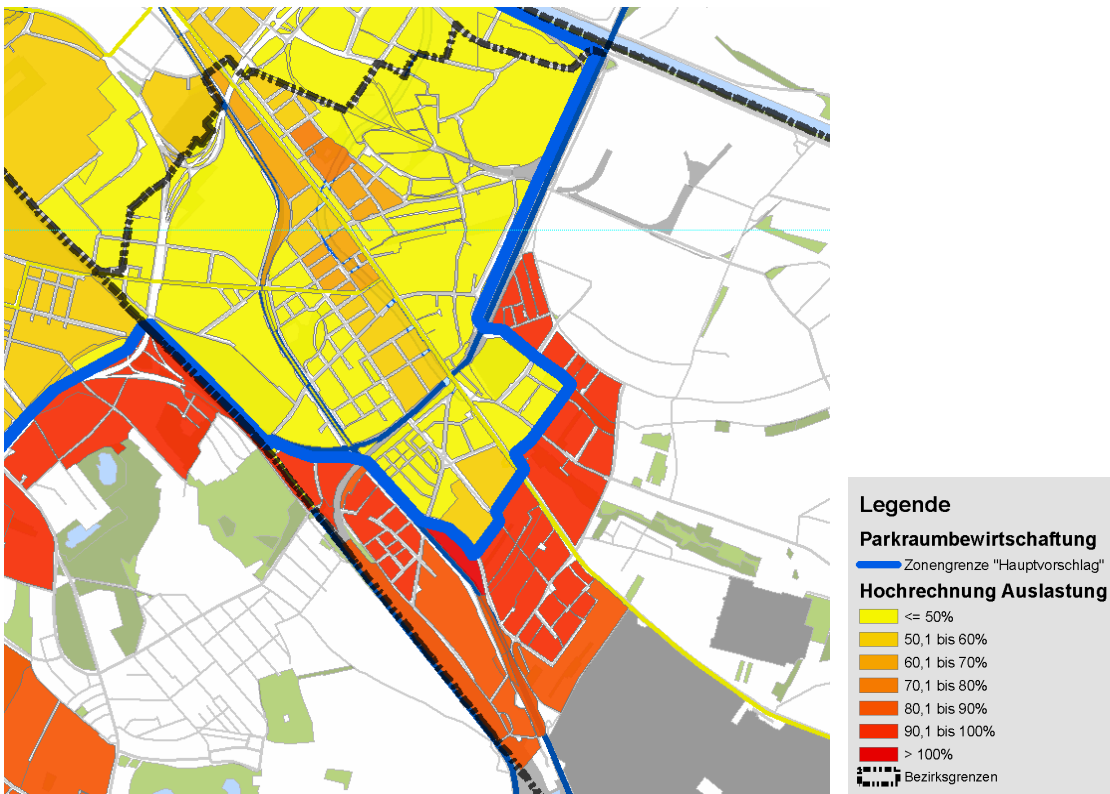 Legende
Parkraumbewirtschaftung
Zonengrenze "Hauptvorschlag"
Hochrechnung Auslastung
<= 50%
50,1 bis 60%
60,1 bis 70%
70,1 bis 80%
80,1 bis 90%
90,1 bis 100%
> 100%
Bezirksgrenzen